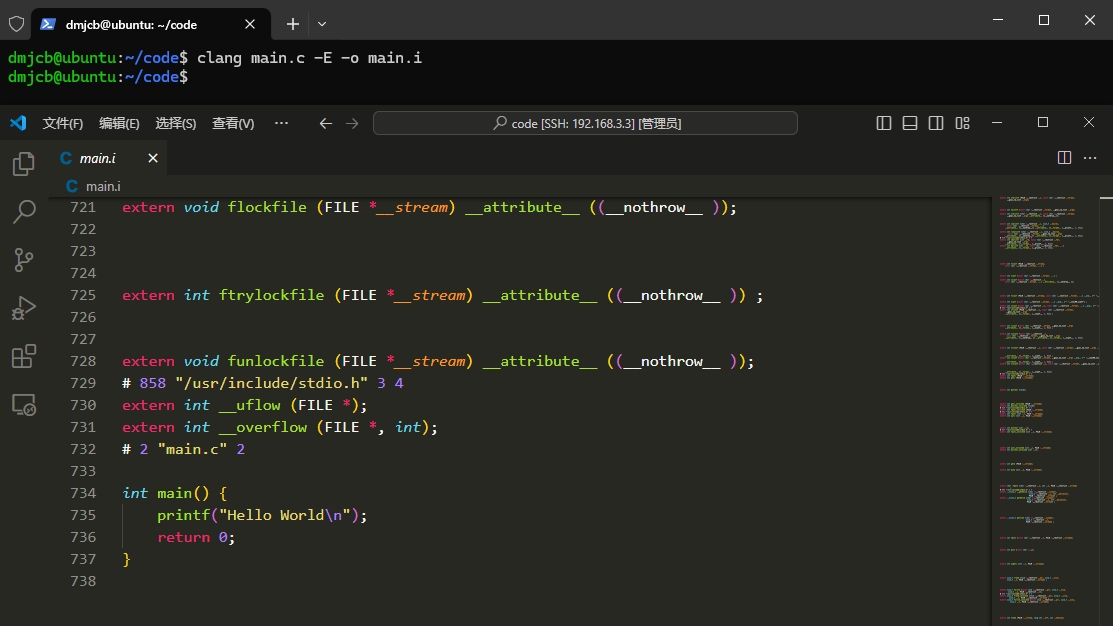 dmjcb@ubuntu: ~/code
dmjcb@ubuntu:~/code$ clang main.c -E -o main.i
dmjcb@ubuntu:~/code$
文件(F) 编辑(E) 选择(S) 查看(V) ··· code [SSH: 192.168.3.3] [管理员]
C main.i
C main.i
721 extern void flockfile (FILE *__stream) __attribute__ ((__nothrow__ ));
722
723
724
725 extern int ftrylockfile (FILE *__stream) __attribute__ ((__nothrow__ )) ;
726
727
728 extern void funlockfile (FILE *__stream) __attribute__ ((__nothrow__ ));
729 # 858 "/usr/include/stdio.h" 3 4
730 extern int __uflow (FILE *);
731 extern int __overflow (FILE *, int);
732 # 2 "main.c" 2
733
734 int main() {
735     printf("Hello World\n");
736     return 0;
737 }
738